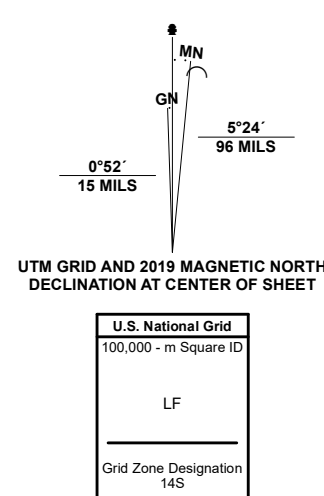 MN
GN
5°24´
96 MILS
0°52´
15 MILS
UTM GRID AND 2019 MAGNETIC NORTH
DECLINATION AT CENTER OF SHEET
U.S. National Grid
100,000 - m Square ID
LF
Grid Zone Designation
14S